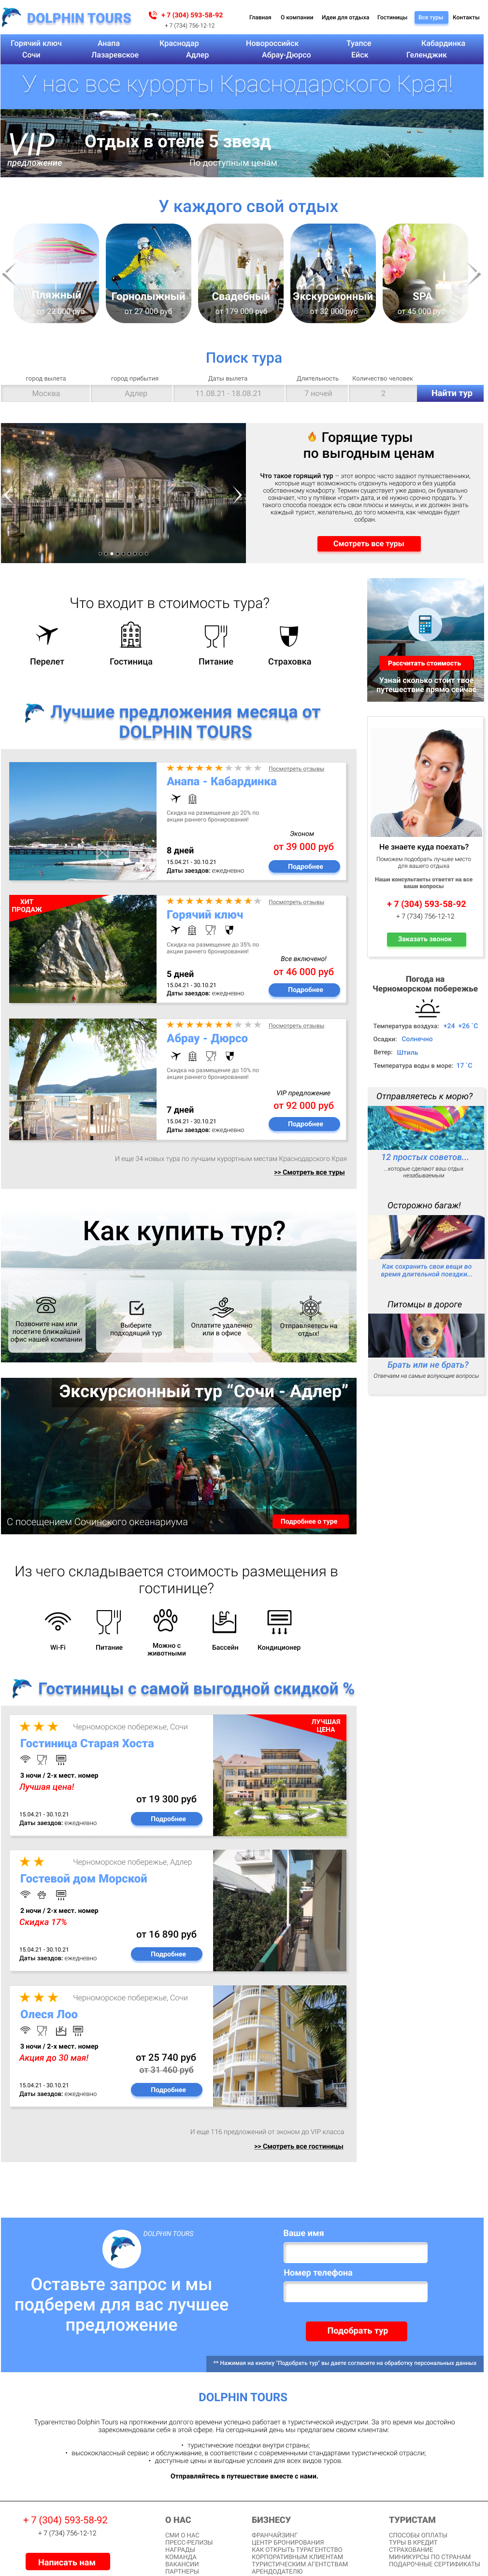 DOLPHIN TOURS
+ 7 (304) 593-58-92
+ 7 (734) 756-12-12
Главная
О компании
Идеи для отдыха
Гостиницы
Все туры
Контакты
Горячий ключ
Анапа
Краснодар
Новороссийск
Туапсе
Кабардинка
Сочи
Лазаревское
Адлер
Абрау-Дюрсо
Ейск
Геленджик
У нас все курорты Краснодарского Края!
VIP
предложение
Отдых в отеле 5 звезд
По доступным ценам
У каждого свой отдых
Пляжный
от 22 000 руб
Горнолыжный
от 27 000 руб
Свадебный
от 179 000 руб
Экскурсионный
от 32 000 руб
SPA
от 45 000 руб
Поиск тура
город вылета
город прибытия
Даты вылета
Длительность
Количество человек
Москва
Адлер
11.08.21 - 18.08.21
7 ночей
2
Найти тур
Горящие туры
по выгодным ценам
Что такое горящий тур – этот вопрос часто задают путешественники,
которые ищут возможность отдохнуть недорого и без ущерба
собственному комфорту. Термин существует уже давно, он буквально
означает, что у путёвки «горит» дата, и её нужно срочно продать. У
такого способа поездок есть свои плюсы и минусы, и их должен знать
каждый турист, желательно, до того момента, как чемодан будет
собран.
Смотреть все туры
Что входит в стоимость тура?
Перелет
Гостиница
Питание
Страховка
Рассчитать стоимость
Узнай сколько стоит твое
путешествие прямо сейчас
Лучшие предложения месяца от
DOLPHIN TOURS
Посмотреть отзывы
Анапа - Кабардинка
Скидка на размещение до 20% по
акции раннего бронирования!
Эконом
8 дней
от 39 000 руб
15.04.21 - 30.10.21
Даты заездов: ежедневно
Подробнее
ХИТ
ПРОДАЖ
Посмотреть отзывы
Горячий ключ
Скидка на размещение до 35% по
акции раннего бронирования!
Все включено!
5 дней
от 46 000 руб
15.04.21 - 30.10.21
Даты заездов: ежедневно
Подробнее
Посмотреть отзывы
Абрау - Дюрсо
Скидка на размещение до 10% по
акции раннего бронирования!
VIP предложение
7 дней
от 92 000 руб
15.04.21 - 30.10.21
Даты заездов: ежедневно
Подробнее
И еще 34 новых тура по лучшим курортным местам Краснодарского Края
>> Смотреть все туры
Не знаете куда поехать?
Поможем подобрать лучшее место
для вашего отдыха
Наши консультанты ответят на все
ваши вопросы
+ 7 (304) 593-58-92
+ 7 (734) 756-12-12
Заказать звонок
Погода на
Черноморском побережье
Температура воздуха: +24 +26 °C
Осадки: Солнечно
Ветер: Штиль
Температура воды в море: 17 °C
Отправляетесь к морю?
12 простых советов...
...которые сделают ваш отдых
незабываемым
Осторожно багаж!
Как сохранить свои вещи во
время длительной поездки...
Питомцы в дороге
Брать или не брать?
Отвечаем на самые волующие вопросы
Как купить тур?
Позвоните нам или
посетите ближайший
офис нашей компании
Выберите
подходящий тур
Оплатите удаленно
или в офисе
Отправляетесь на
отдых!
Экскурсионный тур “Сочи - Адлер”
С посещением Сочинского океанариума
Подробнее о туре
Из чего складывается стоимость размещения в
гостинице?
Wi-Fi
Питание
Можно с
животными
Бассейн
Кондиционер
Гостиницы с самой выгодной скидкой %
Черноморское побережье, Сочи
Гостиница Старая Хоста
3 ночи / 2-х мест. номер
Лучшая цена!
от 19 300 руб
15.04.21 - 30.10.21
Даты заездов: ежедневно
Подробнее
ЛУЧШАЯ
ЦЕНА
Черноморское побережье, Адлер
Гостевой дом Морской
2 ночи / 2-х мест. номер
Скидка 17%
от 16 890 руб
15.04.21 - 30.10.21
Даты заездов: ежедневно
Подробнее
Черноморское побережье, Сочи
Олеся Лоо
3 ночи / 2-х мест. номер
Акция до 30 мая!
от 25 740 руб
от 31 460 руб
15.04.21 - 30.10.21
Даты заездов: ежедневно
Подробнее
И еще 116 предложений от эконом до VIP класса
>> Смотреть все гостиницы
DOLPHIN TOURS
Оставьте запрос и мы
подберем для вас лучшее
предложение
Ваше имя
Номер телефона
Подобрать тур
** Нажимая на кнопку "Подобрать тур" вы даете согласите на обработку персональных данных
DOLPHIN TOURS
Турагентство Dolphin Tours на протяжении долгого времени успешно работает в туристической индустрии. За это время мы достойно
зарекомендовали себя в этой сфере. На сегодняшний день мы предлагаем своим клиентам:
• туристические поездки внутри страны;
• высококлассный сервис и обслуживание, в соответствии с современными стандартами туристической отрасли;
• доступные цены и выгодные условия для всех видов туров.
Отправляйтесь в путешествие вместе с нами.
+ 7 (304) 593-58-92
+ 7 (734) 756-12-12
Написать нам
О НАС
СМИ О НАС
ПРЕСС-РЕЛИЗЫ
НАГРАДЫ
КОМАНДА
ВАКАНСИИ
ПАРТНЕРЫ
БИЗНЕСУ
ФРАНЧАЙЗИНГ
ЦЕНТР БРОНИРОВАНИЯ
КАК ОТКРЫТЬ ТУРАГЕНТСТВО
КОРПОРАТИВНЫМ КЛИЕНТАМ
ТУРИСТИЧЕСКИМ АГЕНТСТВАМ
АРЕНДОДАТЕЛЮ
ТУРИСТАМ
СПОСОБЫ ОПЛАТЫ
ТУРЫ В КРЕДИТ
СТРАХОВАНИЕ
МИНИКУРСЫ ПО СТРАНАМ
ПОДАРОЧНЫЕ СЕРТИФИКАТЫ